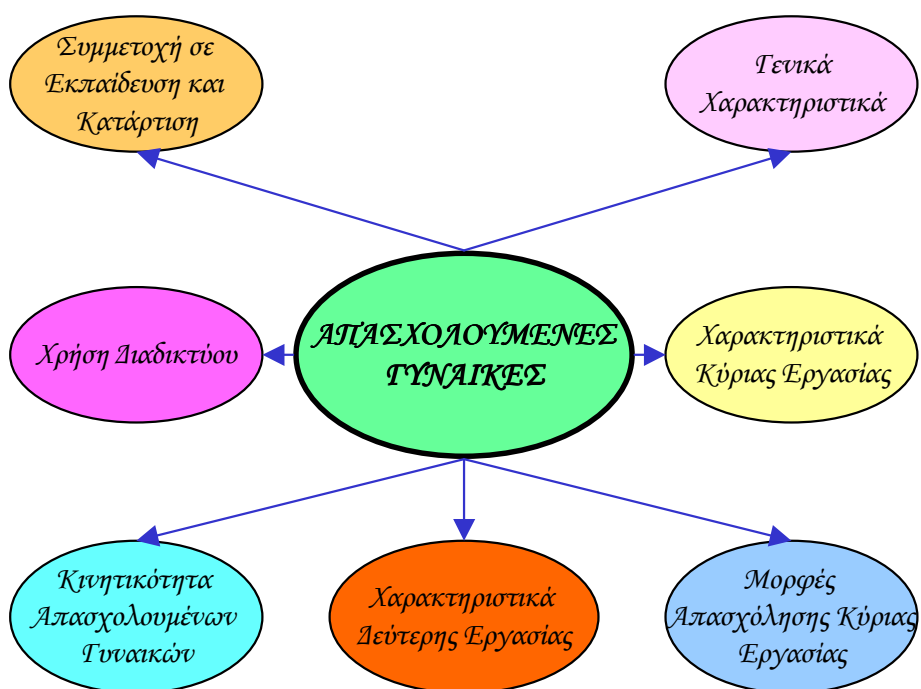 Συμμετοχή σε
Εκπαίδευση και
Κατάρτιση
Γενικά
Χαρακτηριστικά
Χρήση Διαδικτύου
ΑΠΑΣΧΟΛΟΥΜΕΝΕΣ
ΓΥΝΑΙΚΕΣ
Χαρακτηριστικά
Κύριας Εργασίας
Κινητικότητα
Απασχολουμένων
Γυναικών
Χαρακτηριστικά
Δεύτερης Εργασίας
Μορφές
Απασχόλησης Κύριας
Εργασίας